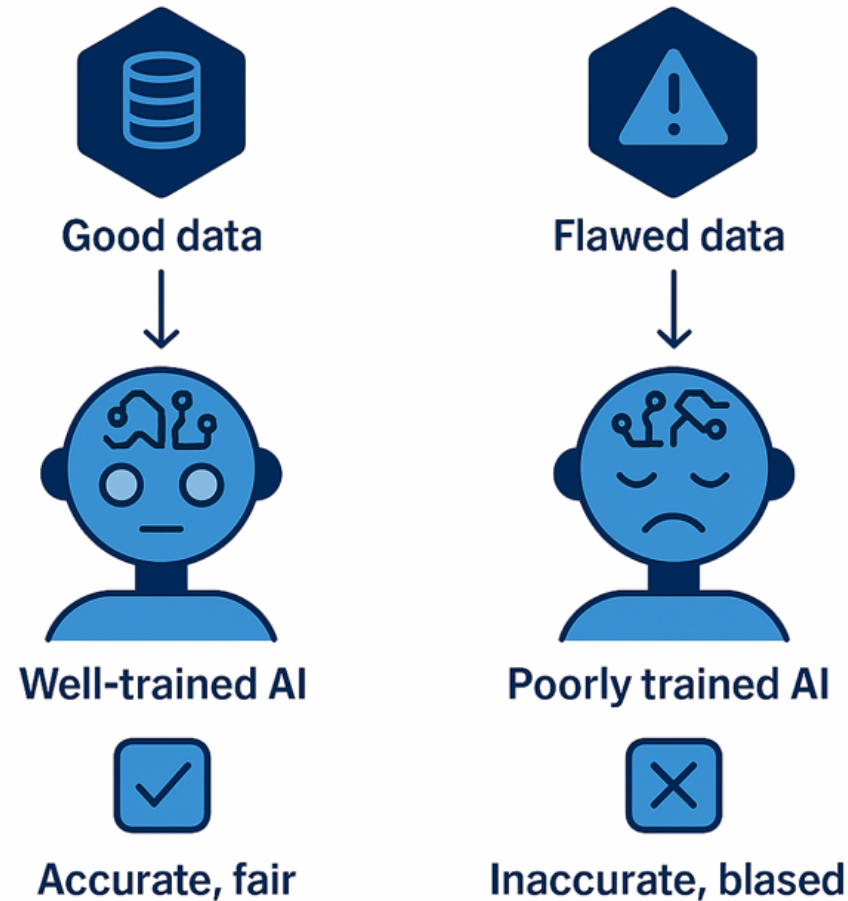 Good data
Flawed data
Well-trained AI
Poorly trained AI
Accurate, fair
Inaccurate, blased